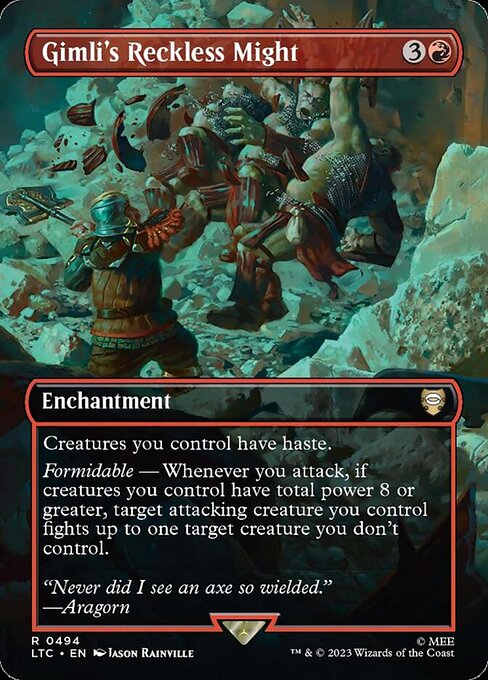 Gimli's Reckless Might 3
Enchantment
Creatures you control have haste.
Formidable — Whenever you attack, if
creatures you control have total power 8 or
greater, target attacking creature you control
fights up to one target creature you don't
control.
“Never did I see an axe so wielded.”
—Aragorn
R 0494
LTC • EN Jason Rainville
© MEE
™ & © 2023 Wizards of the Coast